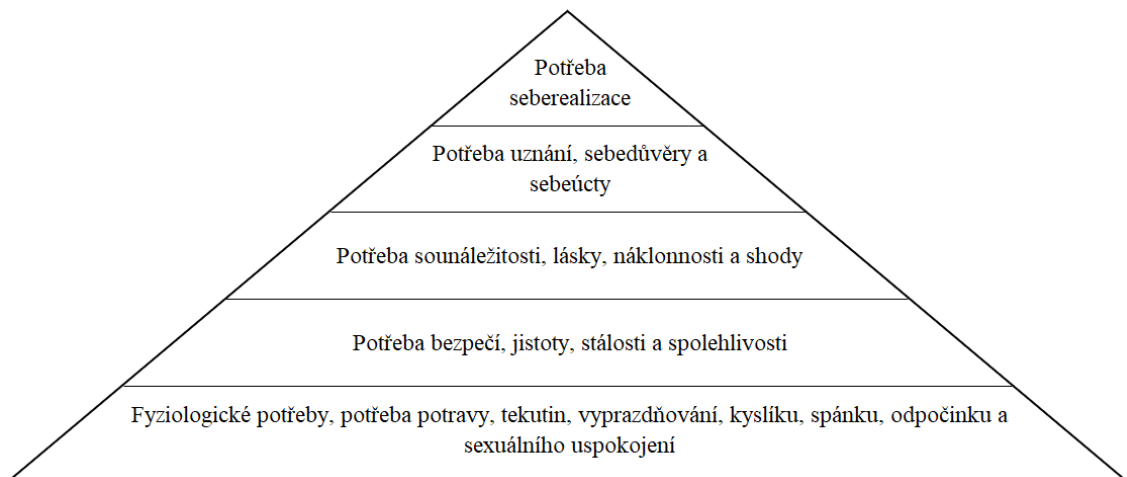 Potřeba
seberealizace
Potřeba uznání, sebedůvěry a
sebeúcty
Potřeba sounáležitosti, lásky, náklonnosti a shody
Potřeba bezpečí, jistoty, stálosti a spolehlivosti
Fyziologické potřeby, potřeba potravy, tekutin, vyprazdňování, kyslíku, spánku, odpočinku a
sexuálního uspokojení